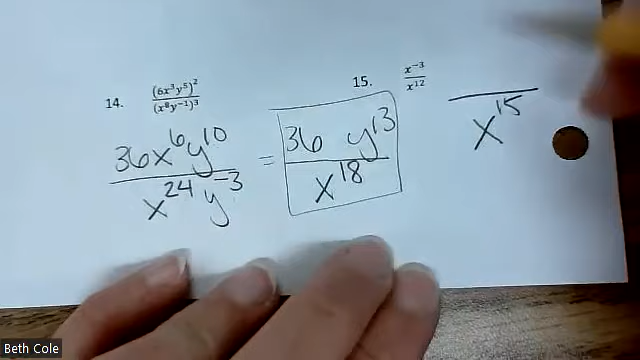 14. (6x³y⁵)² / (x⁸y⁻¹)³
36x⁶y¹⁰ / x²⁴y⁻³ = 36 y¹³ / x¹⁸
15. x⁻³ / x¹²
/ x¹⁵
Beth Cole